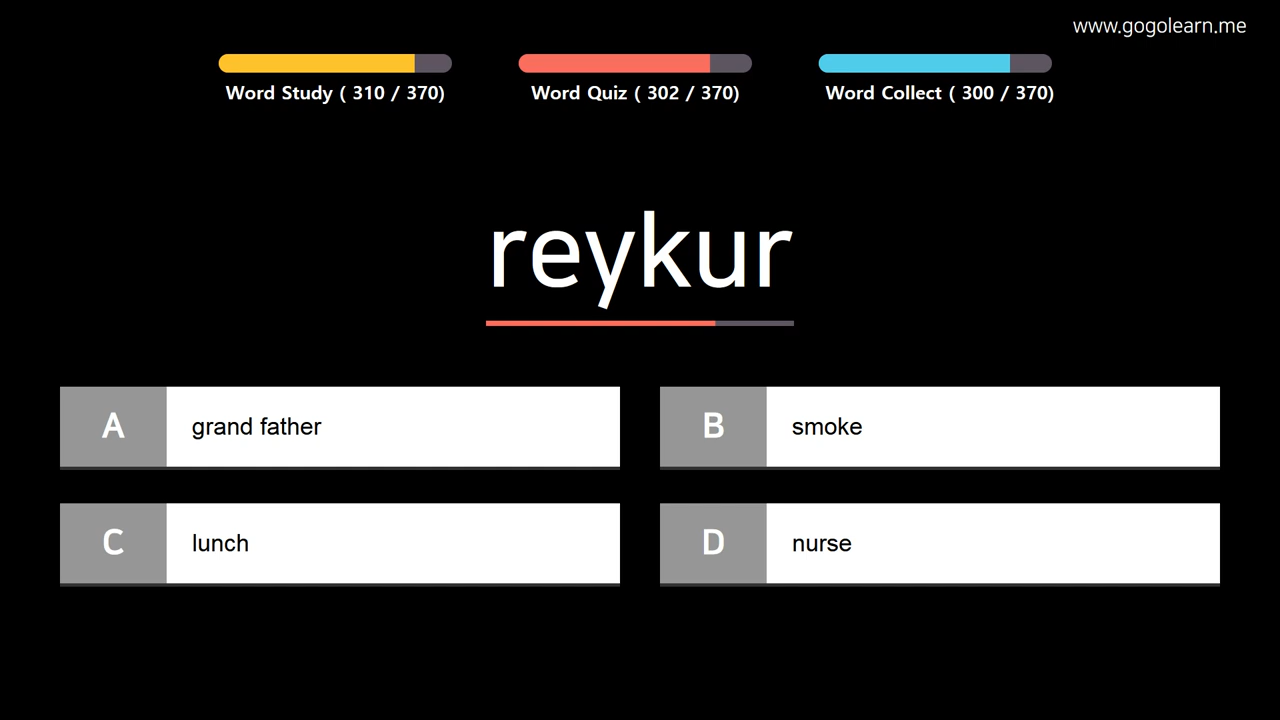 www.gogolearn.me
Word Study ( 310 / 370)
Word Quiz ( 302 / 370)
Word Collect ( 300 / 370)
reykur
A grand father
B smoke
C lunch
D nurse